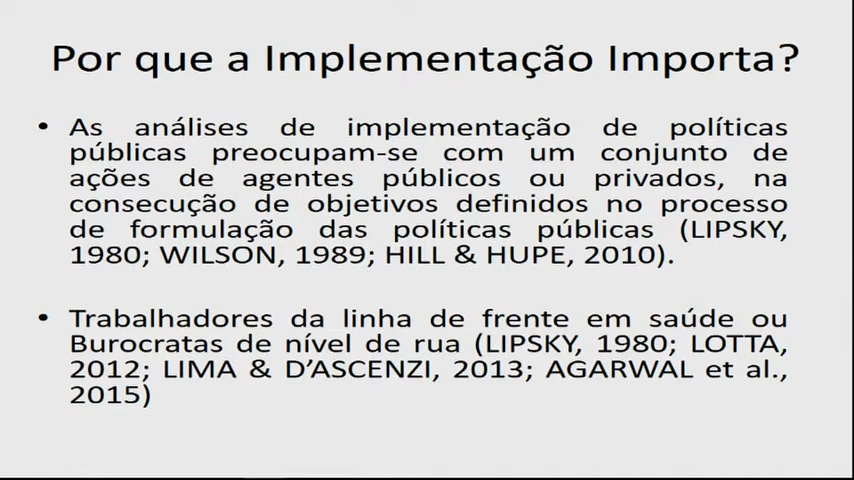 Por que a Implementação Importa?
• As análises de implementação de políticas
públicas preocupam-se com um conjunto de
ações de agentes públicos ou privados, na
consecução de objetivos definidos no processo
de formulação das políticas públicas (LIPSKY,
1980; WILSON, 1989; HILL & HUPE, 2010).
• Trabalhadores da linha de frente em saúde ou
Burocratas de nível de rua (LIPSKY, 1980; LOTTA,
2012; LIMA & D’ASCENZI, 2013; AGARWAL et al.,
2015)